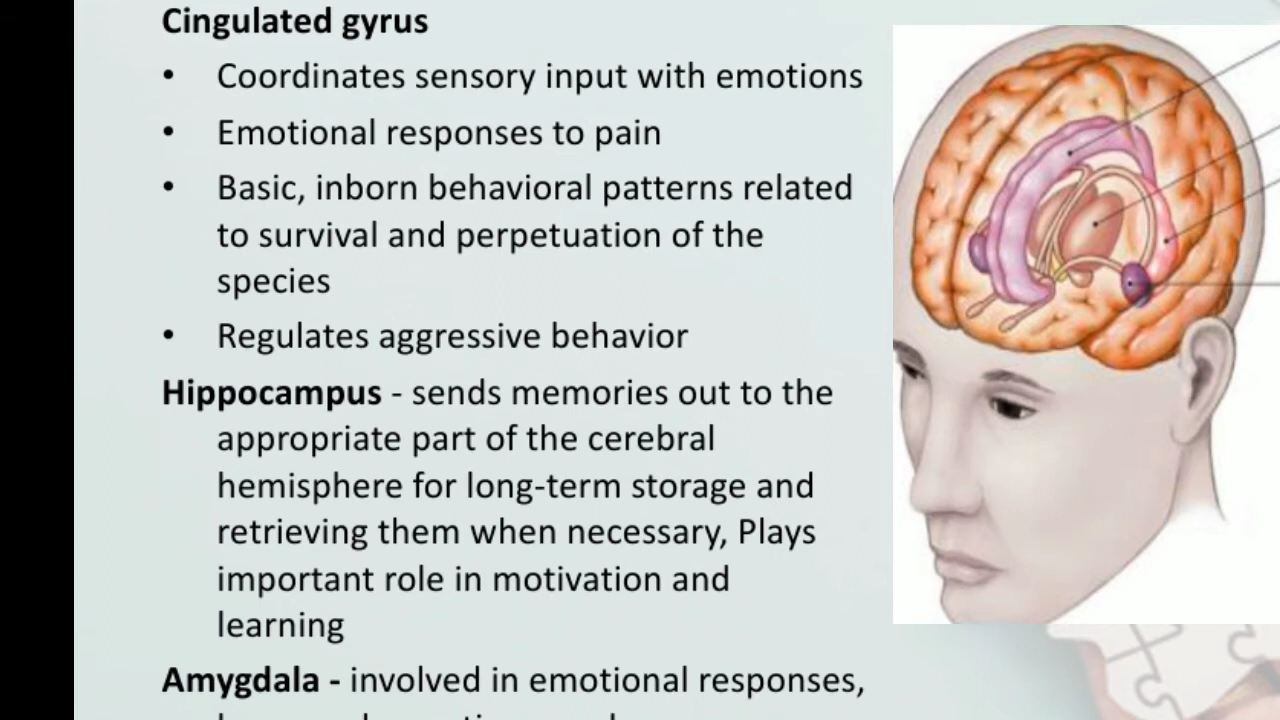 Cingulated gyrus
• Coordinates sensory input with emotions
• Emotional responses to pain
• Basic, inborn behavioral patterns related
to survival and perpetuation of the
species
• Regulates aggressive behavior
Hippocampus - sends memories out to the
appropriate part of the cerebral
hemisphere for long-term storage and
retrieving them when necessary, Plays
important role in motivation and
learning
Amygdala - involved in emotional responses,